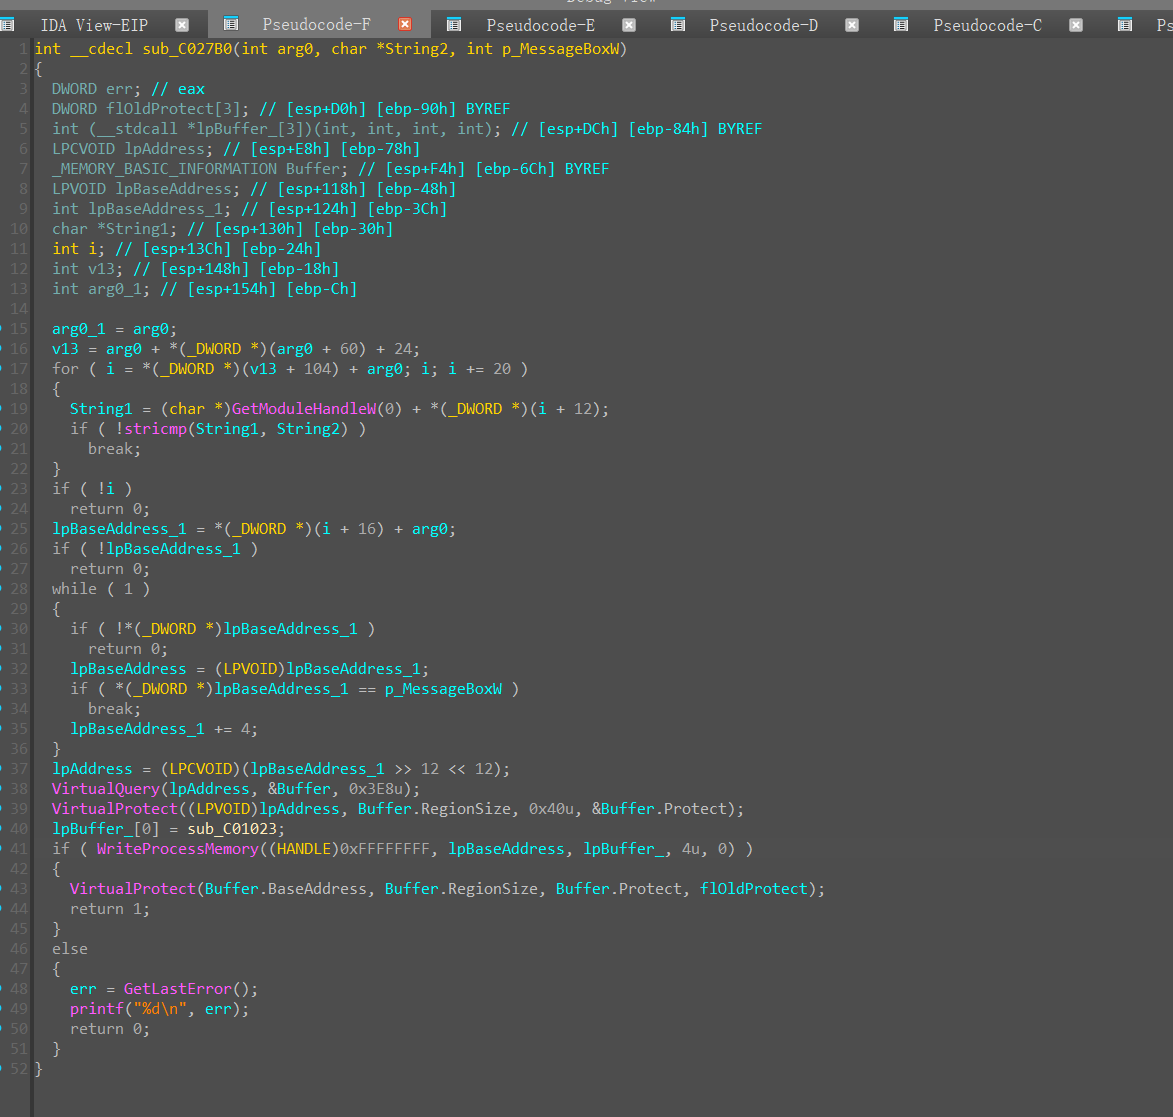 IDA View-EIP Pseudocode-F Pseudocode-E Pseudocode-D Pseudocode-C
1 int __cdecl sub_C027B0(int arg0, char *String2, int p_MessageBoxW)
2 {
3 DWORD err; // eax
4 DWORD flOldProtect[3]; // [esp+D0h] [ebp-90h] BYREF
5 int (__stdcall *lpBuffer_[3])(int, int, int, int); // [esp+DCh] [ebp-84h] BYREF
6 LPCVOID lpAddress; // [esp+E8h] [ebp-78h]
7 _MEMORY_BASIC_INFORMATION Buffer; // [esp+F4h] [ebp-6Ch] BYREF
8 LPVOID lpBaseAddress; // [esp+118h] [ebp-48h]
9 int lpBaseAddress_1; // [esp+124h] [ebp-3Ch]
10 char *String1; // [esp+130h] [ebp-30h]
11 int i; // [esp+13Ch] [ebp-24h]
12 int v13; // [esp+148h] [ebp-18h]
13 int arg0_1; // [esp+154h] [ebp-Ch]
14
15 arg0_1 = arg0;
16 v13 = arg0 + *(_DWORD *)(arg0 + 60) + 24;
17 for ( i = *(_DWORD *)(v13 + 104) + arg0; i; i += 20 )
18 {
19 String1 = (char *)GetModuleHandleW(0) + *(_DWORD *)(i + 12);
20 if ( !stricmp(String1, String2) )
21 break;
22 }
23 if ( !i )
24 return 0;
25 lpBaseAddress_1 = *(_DWORD *)(i + 16) + arg0;
26 if ( !lpBaseAddress_1 )
27 return 0;
28 while ( 1 )
29 {
30 if ( !*(_DWORD *)lpBaseAddress_1 )
31 return 0;
32 lpBaseAddress = (LPVOID)lpBaseAddress_1;
33 if ( *(_DWORD *)lpBaseAddress_1 == p_MessageBoxW )
34 break;
35 lpBaseAddress_1 += 4;
36 }
37 lpAddress = (LPCVOID)(lpBaseAddress_1 >> 12 << 12);
38 VirtualQuery(lpAddress, &Buffer, 0x3E8u);
39 VirtualProtect((LPVOID)lpAddress, Buffer.RegionSize, 0x40u, &Buffer.Protect);
40 lpBuffer_[0] = sub_C01023;
41 if ( WriteProcessMemory((HANDLE)0xFFFFFFFF, lpBaseAddress, lpBuffer_, 4u, 0) )
42 {
43 VirtualProtect(Buffer.BaseAddress, Buffer.RegionSize, Buffer.Protect, flOldProtect);
44 return 1;
45 }
46 else
47 {
48 err = GetLastError();
49 printf("%d\n", err);
50 return 0;
51 }
52 }